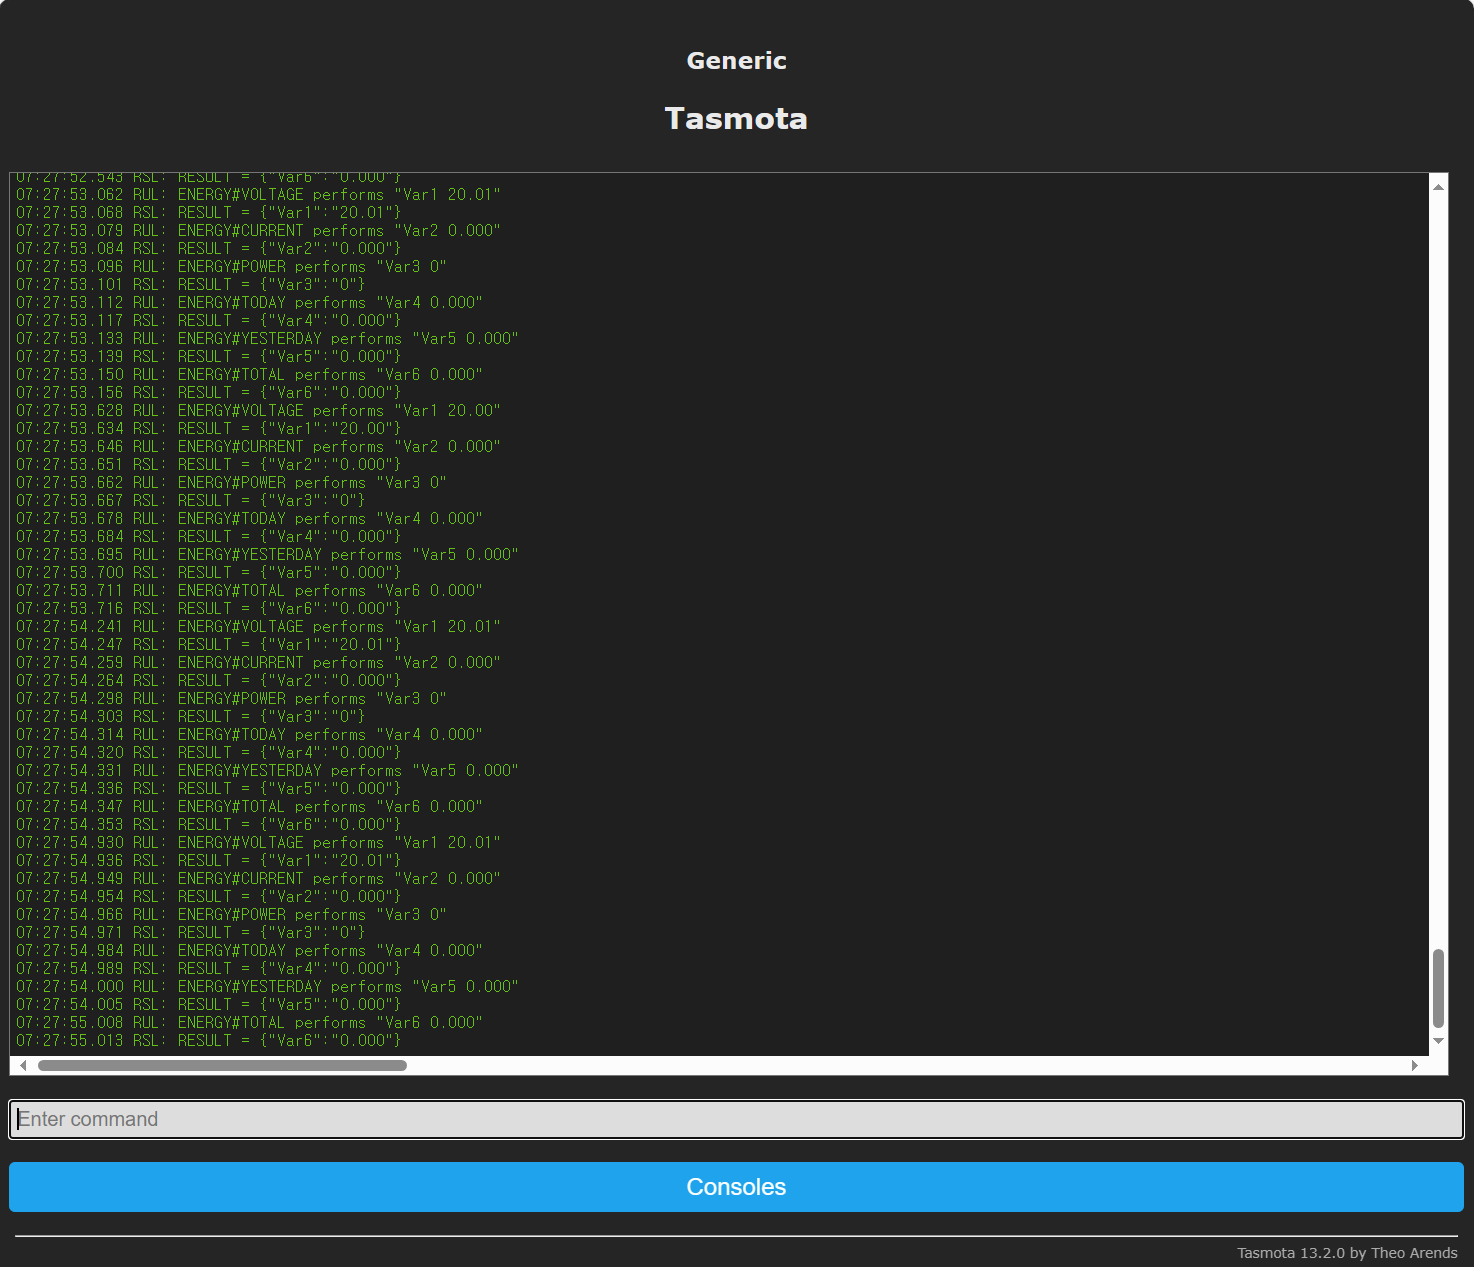 Generic
Tasmota
07:27:52.543 RSL: RESULT = {"Var6":"0.000"}
07:27:53.062 RUL: ENERGY#VOLTAGE performs "Var1 20.01"
07:27:53.068 RSL: RESULT = {"Var1":"20.01"}
07:27:53.079 RUL: ENERGY#CURRENT performs "Var2 0.000"
07:27:53.084 RSL: RESULT = {"Var2":"0.000"}
07:27:53.096 RUL: ENERGY#POWER performs "Var3 0"
07:27:53.101 RSL: RESULT = {"Var3":"0"}
07:27:53.112 RUL: ENERGY#TODAY performs "Var4 0.000"
07:27:53.117 RSL: RESULT = {"Var4":"0.000"}
07:27:53.133 RUL: ENERGY#YESTERDAY performs "Var5 0.000"
07:27:53.139 RSL: RESULT = {"Var5":"0.000"}
07:27:53.150 RUL: ENERGY#TOTAL performs "Var6 0.000"
07:27:53.156 RSL: RESULT = {"Var6":"0.000"}
07:27:53.628 RUL: ENERGY#VOLTAGE performs "Var1 20.00"
07:27:53.634 RSL: RESULT = {"Var1":"20.00"}
07:27:53.646 RUL: ENERGY#CURRENT performs "Var2 0.000"
07:27:53.651 RSL: RESULT = {"Var2":"0.000"}
07:27:53.662 RUL: ENERGY#POWER performs "Var3 0"
07:27:53.667 RSL: RESULT = {"Var3":"0"}
07:27:53.678 RUL: ENERGY#TODAY performs "Var4 0.000"
07:27:53.684 RSL: RESULT = {"Var4":"0.000"}
07:27:53.695 RUL: ENERGY#YESTERDAY performs "Var5 0.000"
07:27:53.700 RSL: RESULT = {"Var5":"0.000"}
07:27:53.711 RUL: ENERGY#TOTAL performs "Var6 0.000"
07:27:53.716 RSL: RESULT = {"Var6":"0.000"}
07:27:54.241 RUL: ENERGY#VOLTAGE performs "Var1 20.01"
07:27:54.247 RSL: RESULT = {"Var1":"20.01"}
07:27:54.259 RUL: ENERGY#CURRENT performs "Var2 0.000"
07:27:54.264 RSL: RESULT = {"Var2":"0.000"}
07:27:54.298 RUL: ENERGY#POWER performs "Var3 0"
07:27:54.303 RSL: RESULT = {"Var3":"0"}
07:27:54.314 RUL: ENERGY#TODAY performs "Var4 0.000"
07:27:54.320 RSL: RESULT = {"Var4":"0.000"}
07:27:54.331 RUL: ENERGY#YESTERDAY performs "Var5 0.000"
07:27:54.336 RSL: RESULT = {"Var5":"0.000"}
07:27:54.347 RUL: ENERGY#TOTAL performs "Var6 0.000"
07:27:54.353 RSL: RESULT = {"Var6":"0.000"}
07:27:54.930 RUL: ENERGY#VOLTAGE performs "Var1 20.01"
07:27:54.936 RSL: RESULT = {"Var1":"20.01"}
07:27:54.949 RUL: ENERGY#CURRENT performs "Var2 0.000"
07:27:54.954 RSL: RESULT = {"Var2":"0.000"}
07:27:54.966 RUL: ENERGY#POWER performs "Var3 0"
07:27:54.971 RSL: RESULT = {"Var3":"0"}
07:27:54.984 RUL: ENERGY#TODAY performs "Var4 0.000"
07:27:54.989 RSL: RESULT = {"Var4":"0.000"}
07:27:54.000 RUL: ENERGY#YESTERDAY performs "Var5 0.000"
07:27:54.005 RSL: RESULT = {"Var5":"0.000"}
07:27:55.008 RUL: ENERGY#TOTAL performs "Var6 0.000"
07:27:55.013 RSL: RESULT = {"Var6":"0.000"}
Enter command
Consoles
Tasmota 13.2.0 by Theo Arends